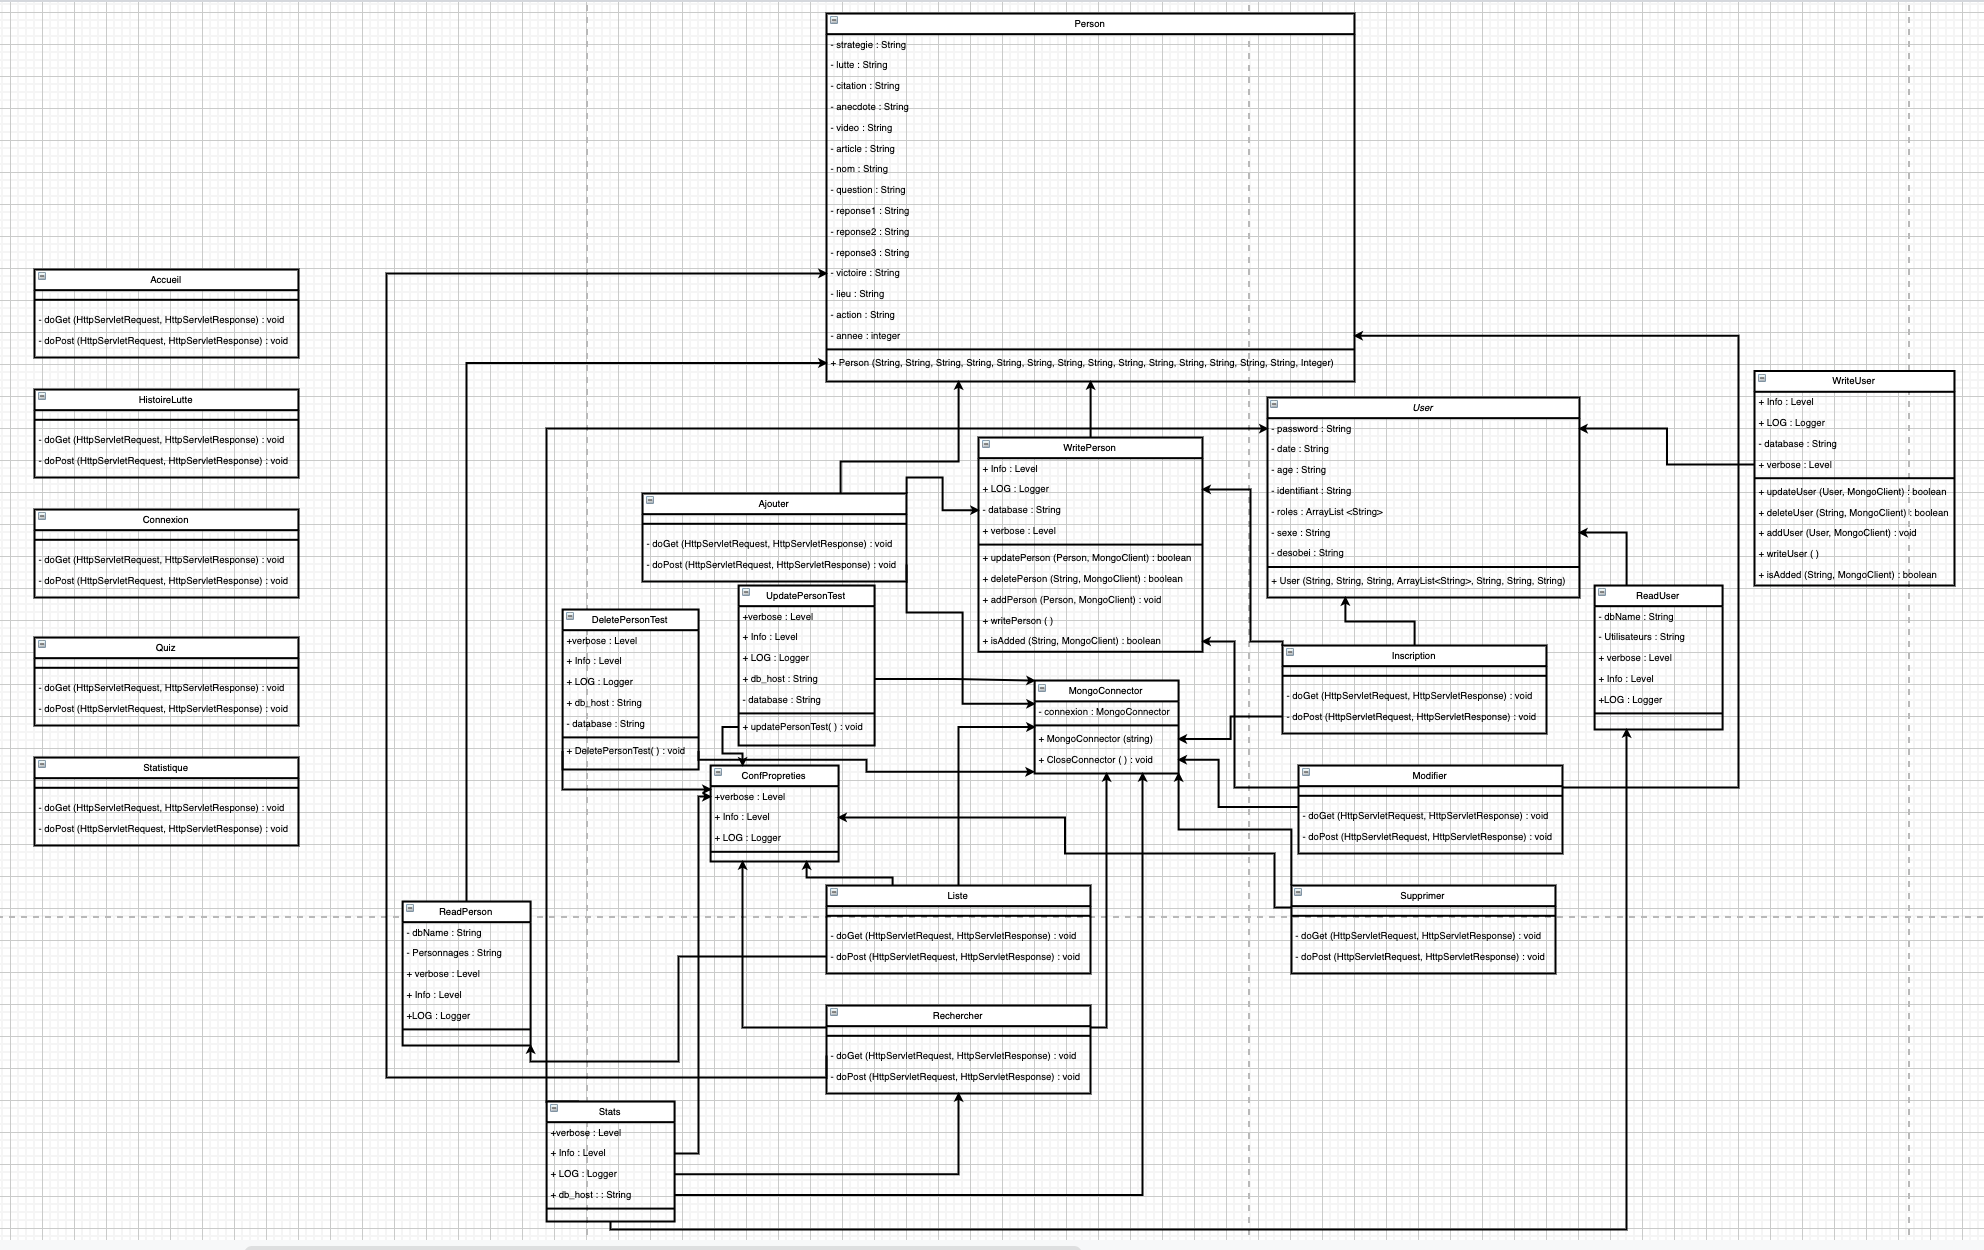 Person
- strategie : String
- lutte : String
- citation : String
- anecdote : String
- video : String
- article : String
- nom : String
- question : String
- reponse1 : String
- reponse2 : String
- reponse3 : String
- victoire : String
- lieu : String
- action : String
- annee : integer
+ Person (String, String, String, String, String, String, String, String, String, String, String, String, String, String, Integer)
Accueil
- doGet (HttpServletRequest, HttpServletResponse) : void
- doPost (HttpServletRequest, HttpServletResponse) : void
HistoireLutte
- doGet (HttpServletRequest, HttpServletResponse) : void
- doPost (HttpServletRequest, HttpServletResponse) : void
Connexion
- doGet (HttpServletRequest, HttpServletResponse) : void
- doPost (HttpServletRequest, HttpServletResponse) : void
Quiz
- doGet (HttpServletRequest, HttpServletResponse) : void
- doPost (HttpServletRequest, HttpServletResponse) : void
Statistique
- doGet (HttpServletRequest, HttpServletResponse) : void
- doPost (HttpServletRequest, HttpServletResponse) : void
WriteUser
+ Info : Level
+ LOG : Logger
- database : String
+ verbose : Level
+ updateUser (User, MongoClient) : boolean
+ deleteUser (String, MongoClient) : boolean
+ addUser (User, MongoClient) : void
+ writeUser ( )
+ isAdded (String, MongoClient) : boolean
User
- password : String
- date : String
- age : String
- identifiant : String
- roles : ArrayList <String>
- sexe : String
- desobei : String
+ User (String, String, String, ArrayList<String>, String, String, String)
WritePerson
+ Info : Level
+ LOG : Logger
- database : String
+ verbose : Level
+ updatePerson (Person, MongoClient) : boolean
+ deletePerson (String, MongoClient) : boolean
+ addPerson (Person, MongoClient) : void
+ writePerson ( )
+ isAdded (String, MongoClient) : boolean
Ajouter
- doGet (HttpServletRequest, HttpServletResponse) : void
- doPost (HttpServletRequest, HttpServletResponse) : void
UpdatePersonTest
+verbose : Level
+ Info : Level
+ LOG : Logger
+ db_host : String
- database : String
+ updatePersonTest( ) : void
DeletePersonTest
+verbose : Level
+ Info : Level
+ LOG : Logger
+ db_host : String
- database : String
+ DeletePersonTest( ) : void
ReadUser
- dbName : String
- Utilisateurs : String
+ verbose : Level
+ Info : Level
+LOG : Logger
Inscription
- doGet (HttpServletRequest, HttpServletResponse) : void
- doPost (HttpServletRequest, HttpServletResponse) : void
MongoConnector
- connexion : MongoConnector
+ MongoConnector (string)
+ CloseConnector ( ) : void
ConfPropreties
+verbose : Level
+ Info : Level
+ LOG : Logger
Modifier
- doGet (HttpServletRequest, HttpServletResponse) : void
- doPost (HttpServletRequest, HttpServletResponse) : void
Liste
- doGet (HttpServletRequest, HttpServletResponse) : void
- doPost (HttpServletRequest, HttpServletResponse) : void
Supprimer
- doGet (HttpServletRequest, HttpServletResponse) : void
- doPost (HttpServletRequest, HttpServletResponse) : void
ReadPerson
- dbName : String
- Personnages : String
+ verbose : Level
+ Info : Level
+LOG : Logger
Rechercher
- doGet (HttpServletRequest, HttpServletResponse) : void
- doPost (HttpServletRequest, HttpServletResponse) : void
Stats
+verbose : Level
+ Info : Level
+ LOG : Logger
+ db_host : : String